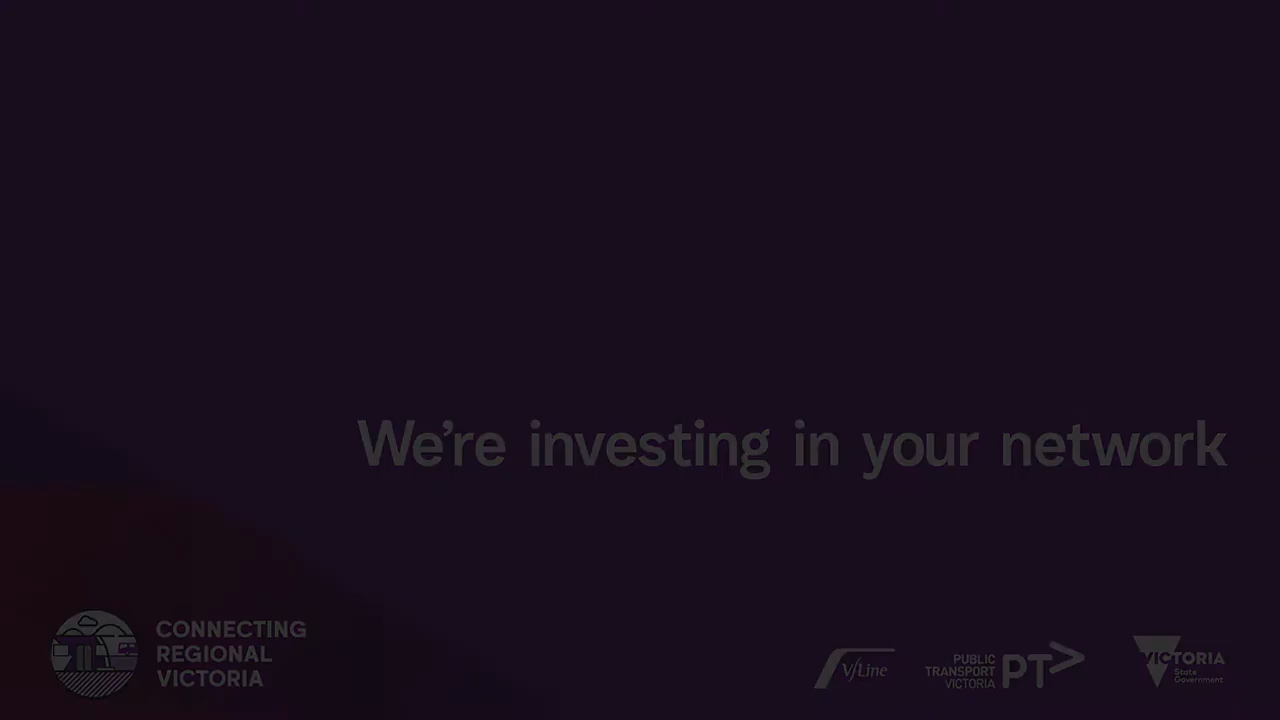 We're investing in your network
CONNECTING
REGIONAL
VICTORIA
V/Line
PUBLIC
TRANSPORT
VICTORIA
PT>
VICTORIA
State
Government